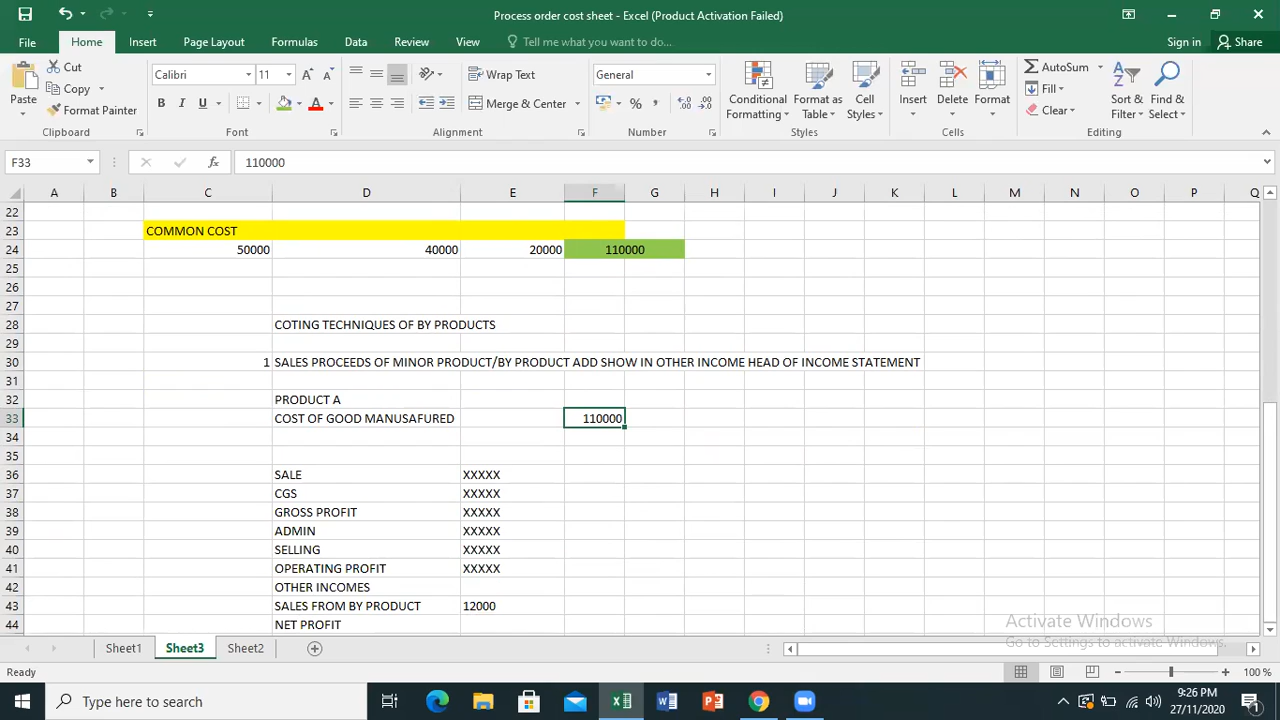 Process order cost sheet - Excel (Product Activation Failed)
File Home Insert Page Layout Formulas Data Review View Tell me what you want to do... Sign in Share
Paste Cut Copy Format Painter Clipboard
Calibri 11 A A B I U A Font
Wrap Text Merge & Center Alignment
General % , Number
Conditional Formatting Format as Table Cell Styles Styles
Insert Delete Format Cells
AutoSum Fill Clear Sort & Filter Find & Select Editing
F33 fx 110000
A B C D E F G H I J K L M N O P Q
22
23 COMMON COST
24 50000 40000 20000 110000
25
26
27
28 COTING TECHNIQUES OF BY PRODUCTS
29
30 1 SALES PROCEEDS OF MINOR PRODUCT/BY PRODUCT ADD SHOW IN OTHER INCOME HEAD OF INCOME STATEMENT
31
32 PRODUCT A
33 COST OF GOOD MANUSAFURED 110000
34
35
36 SALE XXXXX
37 CGS XXXXX
38 GROSS PROFIT XXXXX
39 ADMIN XXXXX
40 SELLING XXXXX
41 OPERATING PROFIT XXXXX
42 OTHER INCOMES
43 SALES FROM BY PRODUCT 12000
44 NET PROFIT
Activate Windows
Go to Settings to activate Windows.
Sheet1 Sheet3 Sheet2
Ready 100 %
Type here to search
9:26 PM
27/11/2020